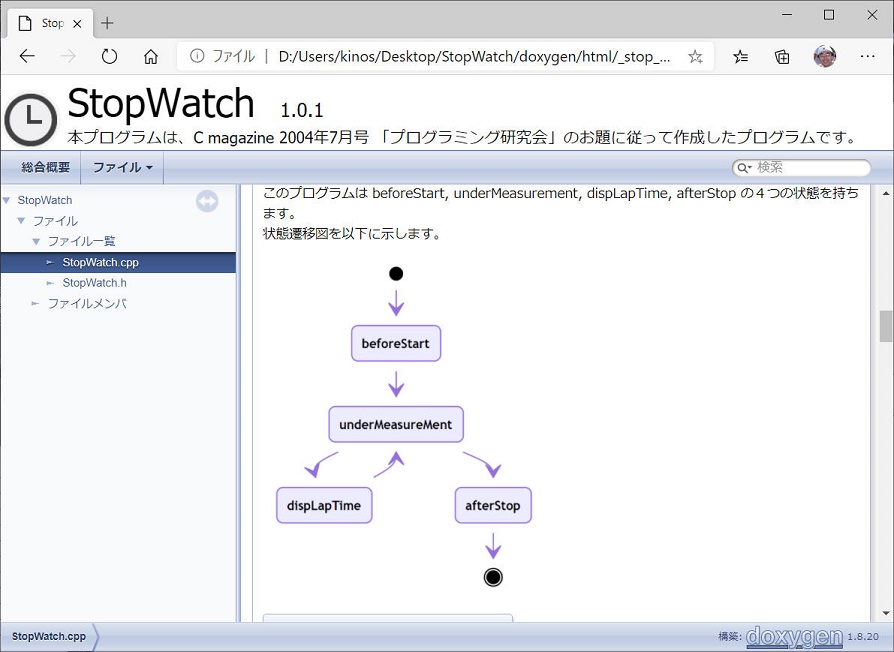 Stop
ファイル D:/Users/kinos/Desktop/StopWatch/doxygen/html/_stop_...
StopWatch 1.0.1
本プログラムは、C magazine 2004年7月号 「プログラミング研究会」のお題に従って作成したプログラムです。
総合概要 ファイル 検索
StopWatch
ファイル
ファイル一覧
StopWatch.cpp
StopWatch.h
ファイルメンバ
このプログラムは beforeStart, underMeasurement, dispLapTime, afterStop の４つの状態を持ち
ます。
状態遷移図を以下に示します。
beforeStart
underMeasureMent
dispLapTime afterStop
StopWatch.cpp 構築: doxygen 1.8.20